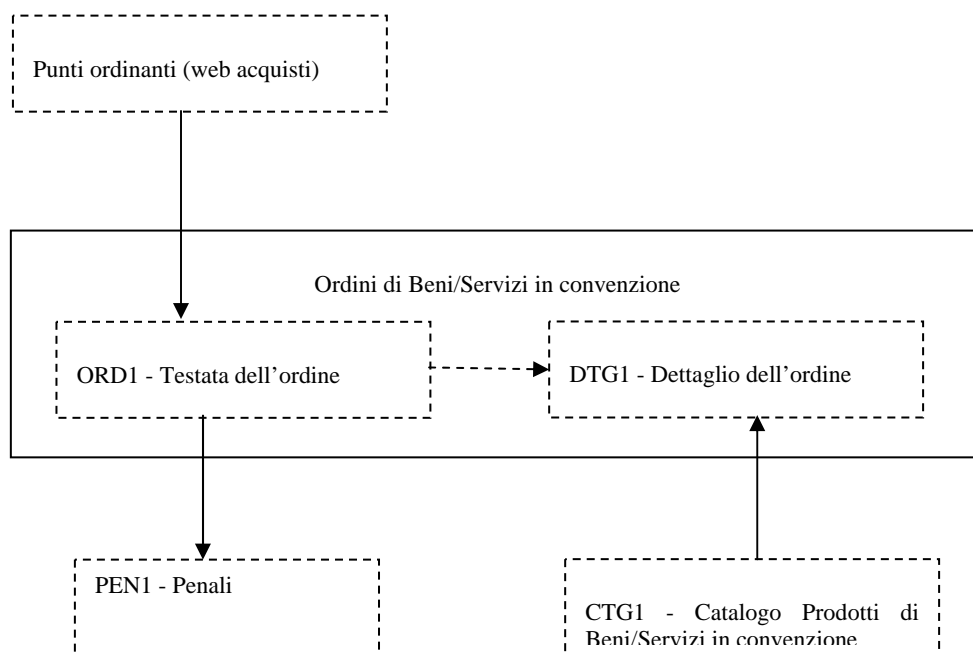 Punti ordinanti (web acquisti)
Ordini di Beni/Servizi in convenzione
ORD1 - Testata dell’ordine
DTG1 - Dettaglio dell’ordine
PEN1 - Penali
CTG1 - Catalogo Prodotti di
Beni/Servizi in convenzione